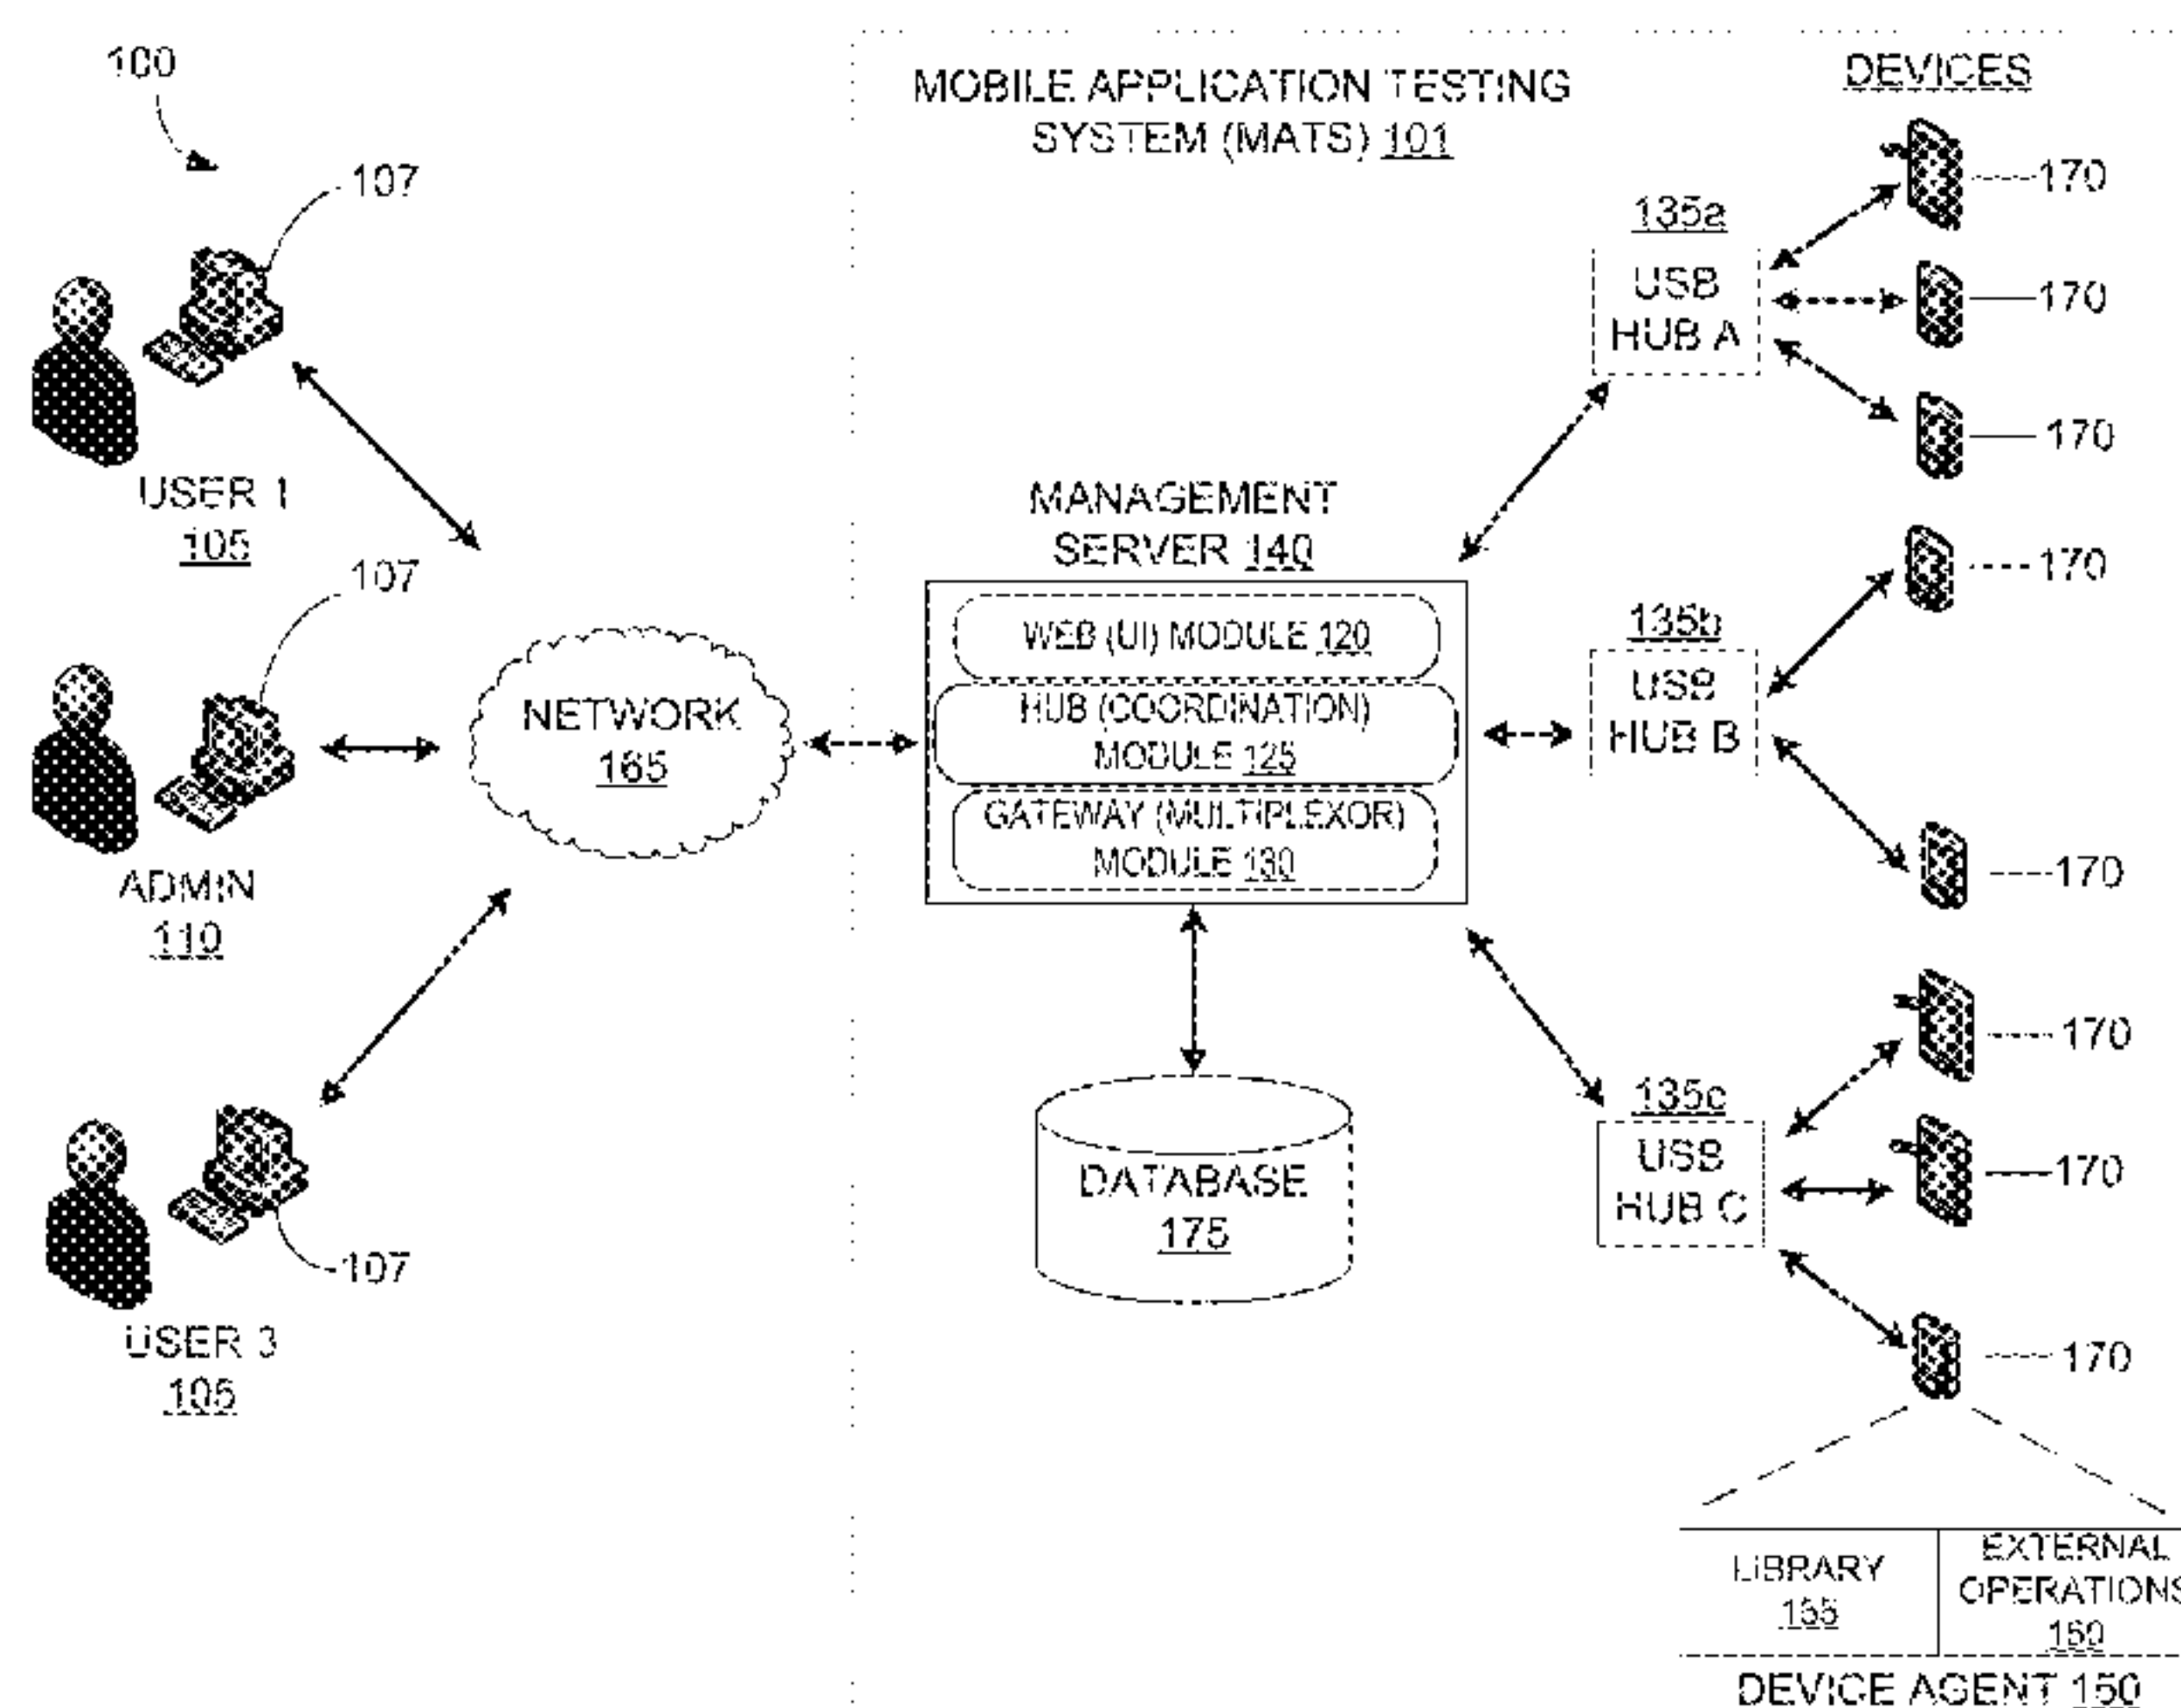 100
107
USER 1
105
107
ADMIN
110
107
USER 3
105
NETWORK
165
MOBILE APPLICATION TESTING
SYSTEM (MATS) 101
MANAGEMENT
SERVER 140
WEB (UI) MODULE 120
HUB (COORDINATION)
MODULE 125
GATEWAY (MULTIPLEXOR)
MODULE 130
DATABASE
175
135a
USB
HUB A
135b
USB
HUB B
135c
USB
HUB C
DEVICES
170
170
170
170
170
170
170
170
LIBRARY
155
EXTERNAL
OPERATIONS
160
DEVICE AGENT 150